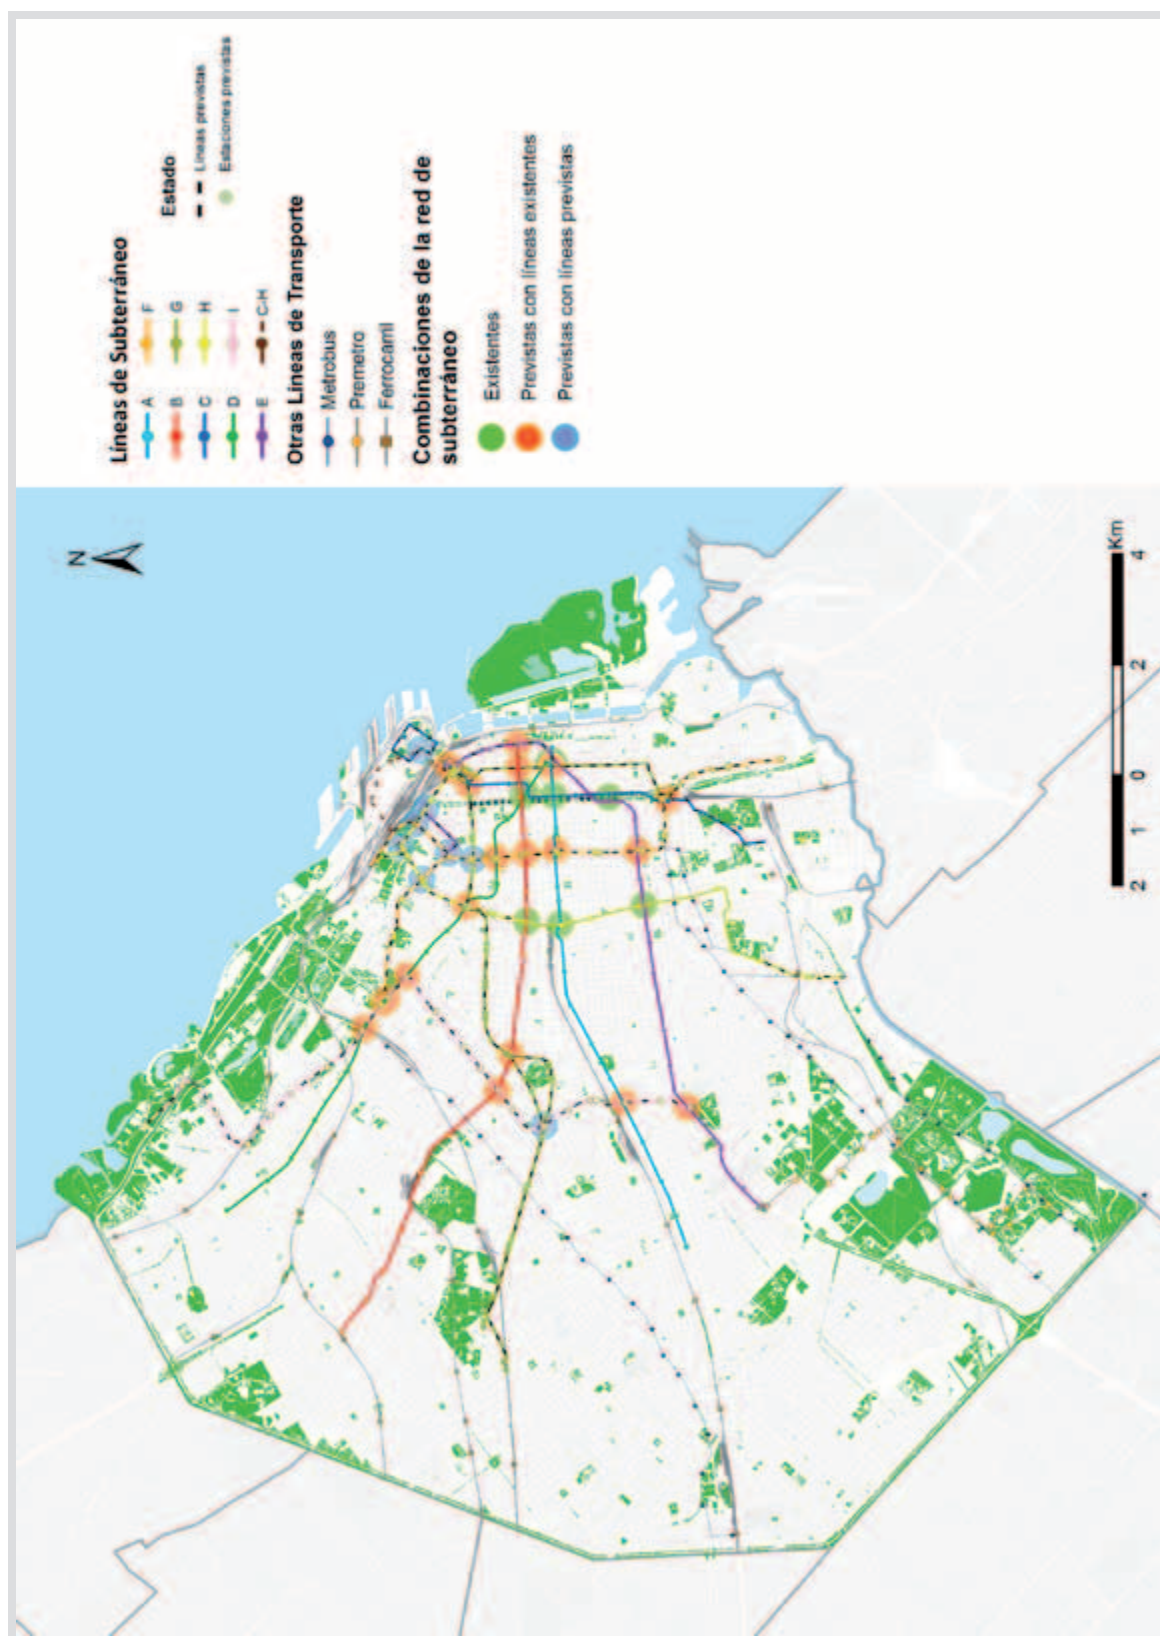 Líneas de Subterráneo
A
B
C
D
E
F
G
H
I
C-H
Estado
Líneas previstas
Estaciones previstas
Otras Líneas de Transporte
Metrobus
Premetro
Ferrocarril
Combinaciones de la red de
subterráneo
Existentes
Previstas con líneas existentes
Previstas con líneas previstas
N
2 1 0 2 4
Km